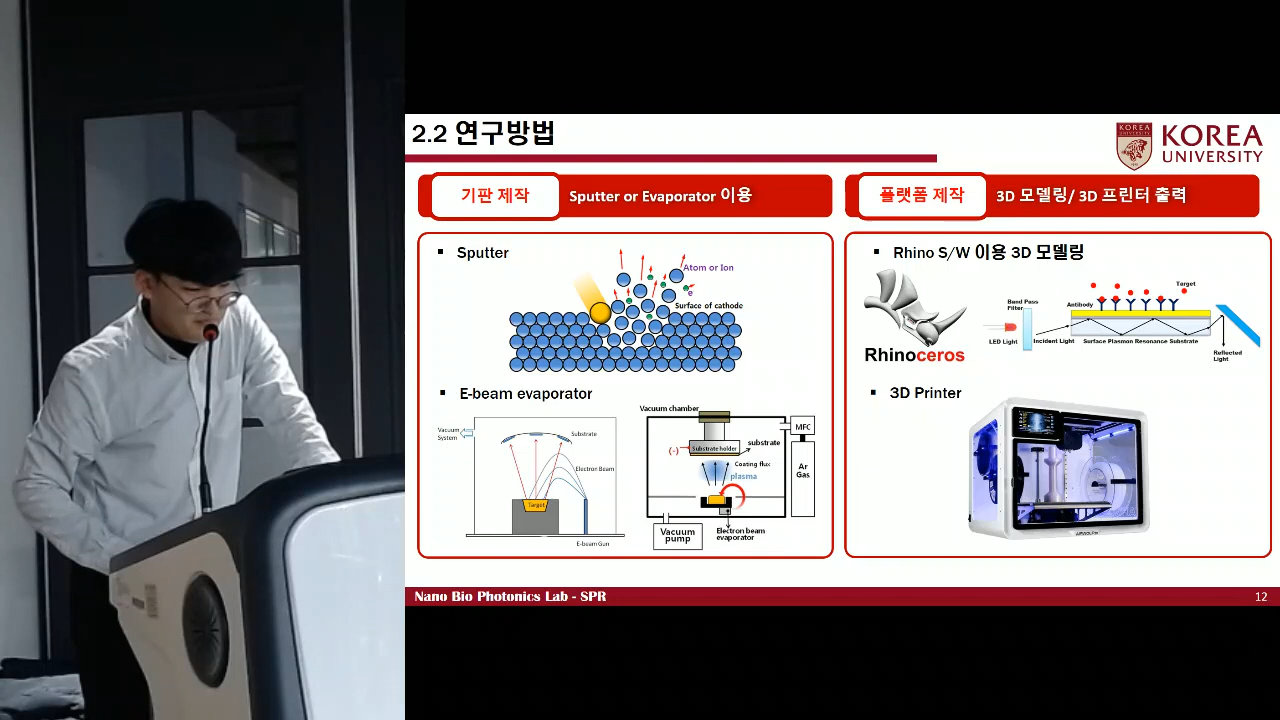 2.2 연구방법
KOREA
KOREA
UNIVERSITY
기판 제작
Sputter or Evaporator 이용
플랫폼 제작
3D 모델링/ 3D 프린터 출력
▪ Sputter
Atom or Ion
e
Surface of cathode
▪ E-beam evaporator
Vacuum
System
Substrate
Electron Beam
Target
E-beam Gun
Vacuum chamber
MFC
substrate
Substrate holder
(-)
Coating flux
plasma
Ar
Gas
Electron beam
evaporator
Vacuum
pump
▪ Rhino S/W 이용 3D 모델링
Rhinoceros
Target
Band Pass
Filter
Antibody
LED Light
Incident Light
Surface Plasmon Resonance Substrate
Reflected
Light
▪ 3D Printer
Nano Bio Photonics Lab - SPR
12